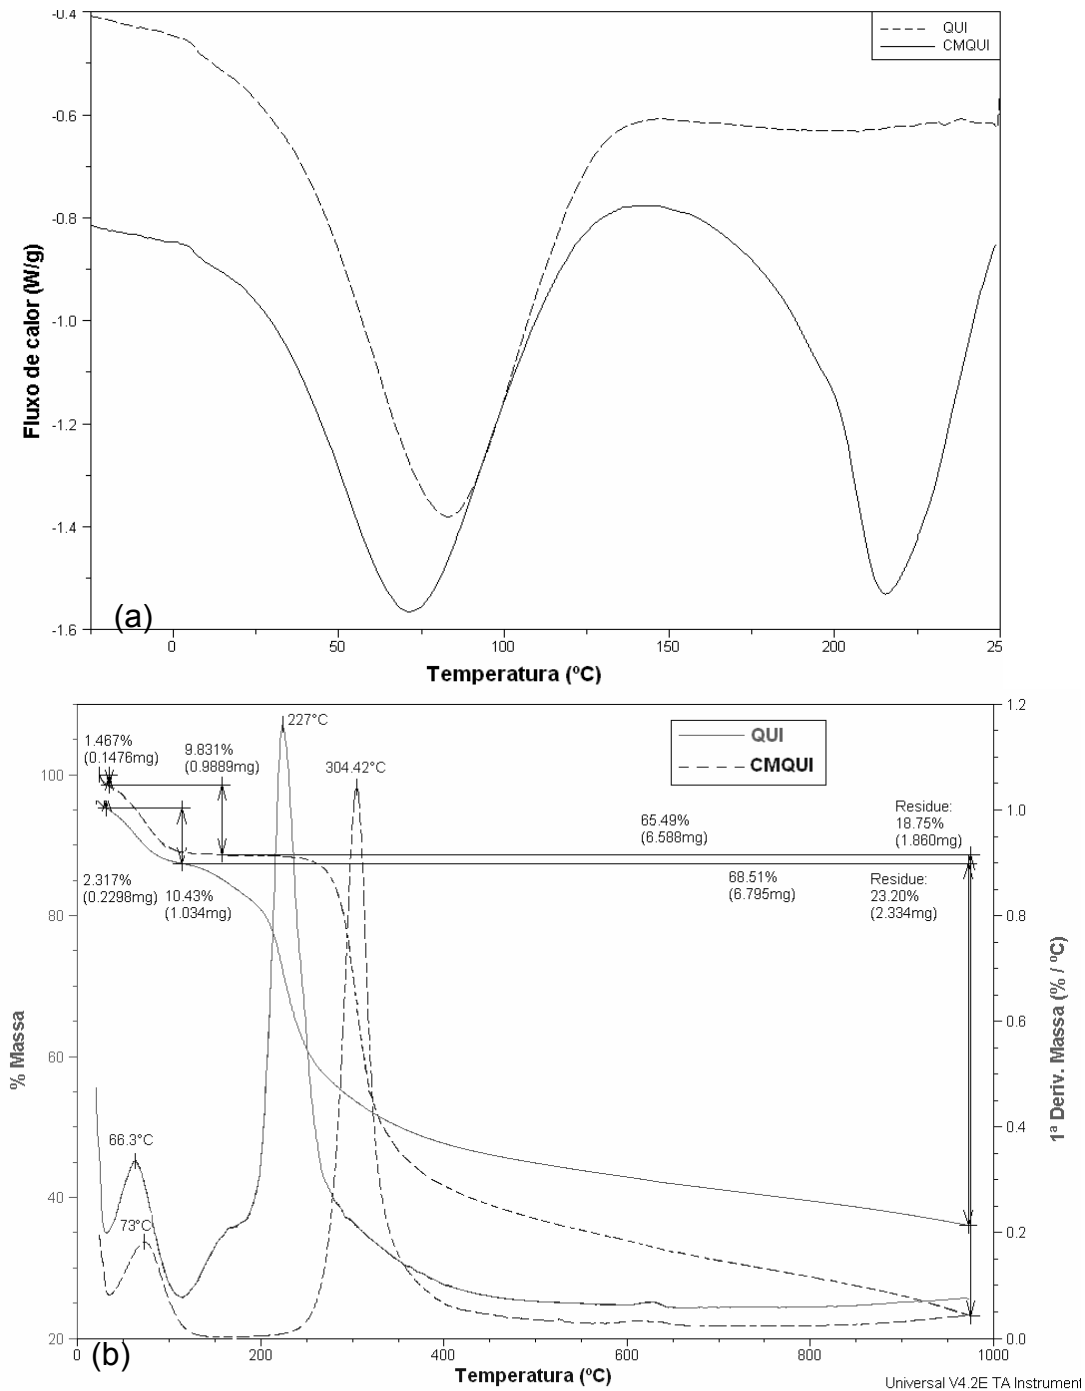 -0.4
QUI
CMQUI
-0.6
-0.8
Fluxo de calor (W/g)
-1.0
-1.2
-1.4
-1.6
(a)
0
50
100
150
200
25
Temperatura (ºC)
1.2
227°C
QUI
CMQUI
1.467%
(0.1476mg)
9.831%
(0.9889mg)
304.42°C
100
1.0
65.49%
(6.588mg)
Residue:
18.75%
(1.860mg)
2.317%
(0.2298mg)
10.43%
(1.034mg)
68.51%
(6.795mg)
Residue:
23.20%
(2.334mg)
80
0.8
% Massa
1ª Deriv. Massa (% / ºC)
60
0.6
0.4
66.3°C
40
73°C
0.2
20
0.0
(b)
0
200
400
600
800
1000
Temperatura (ºC)
Universal V4.2E TA Instrument